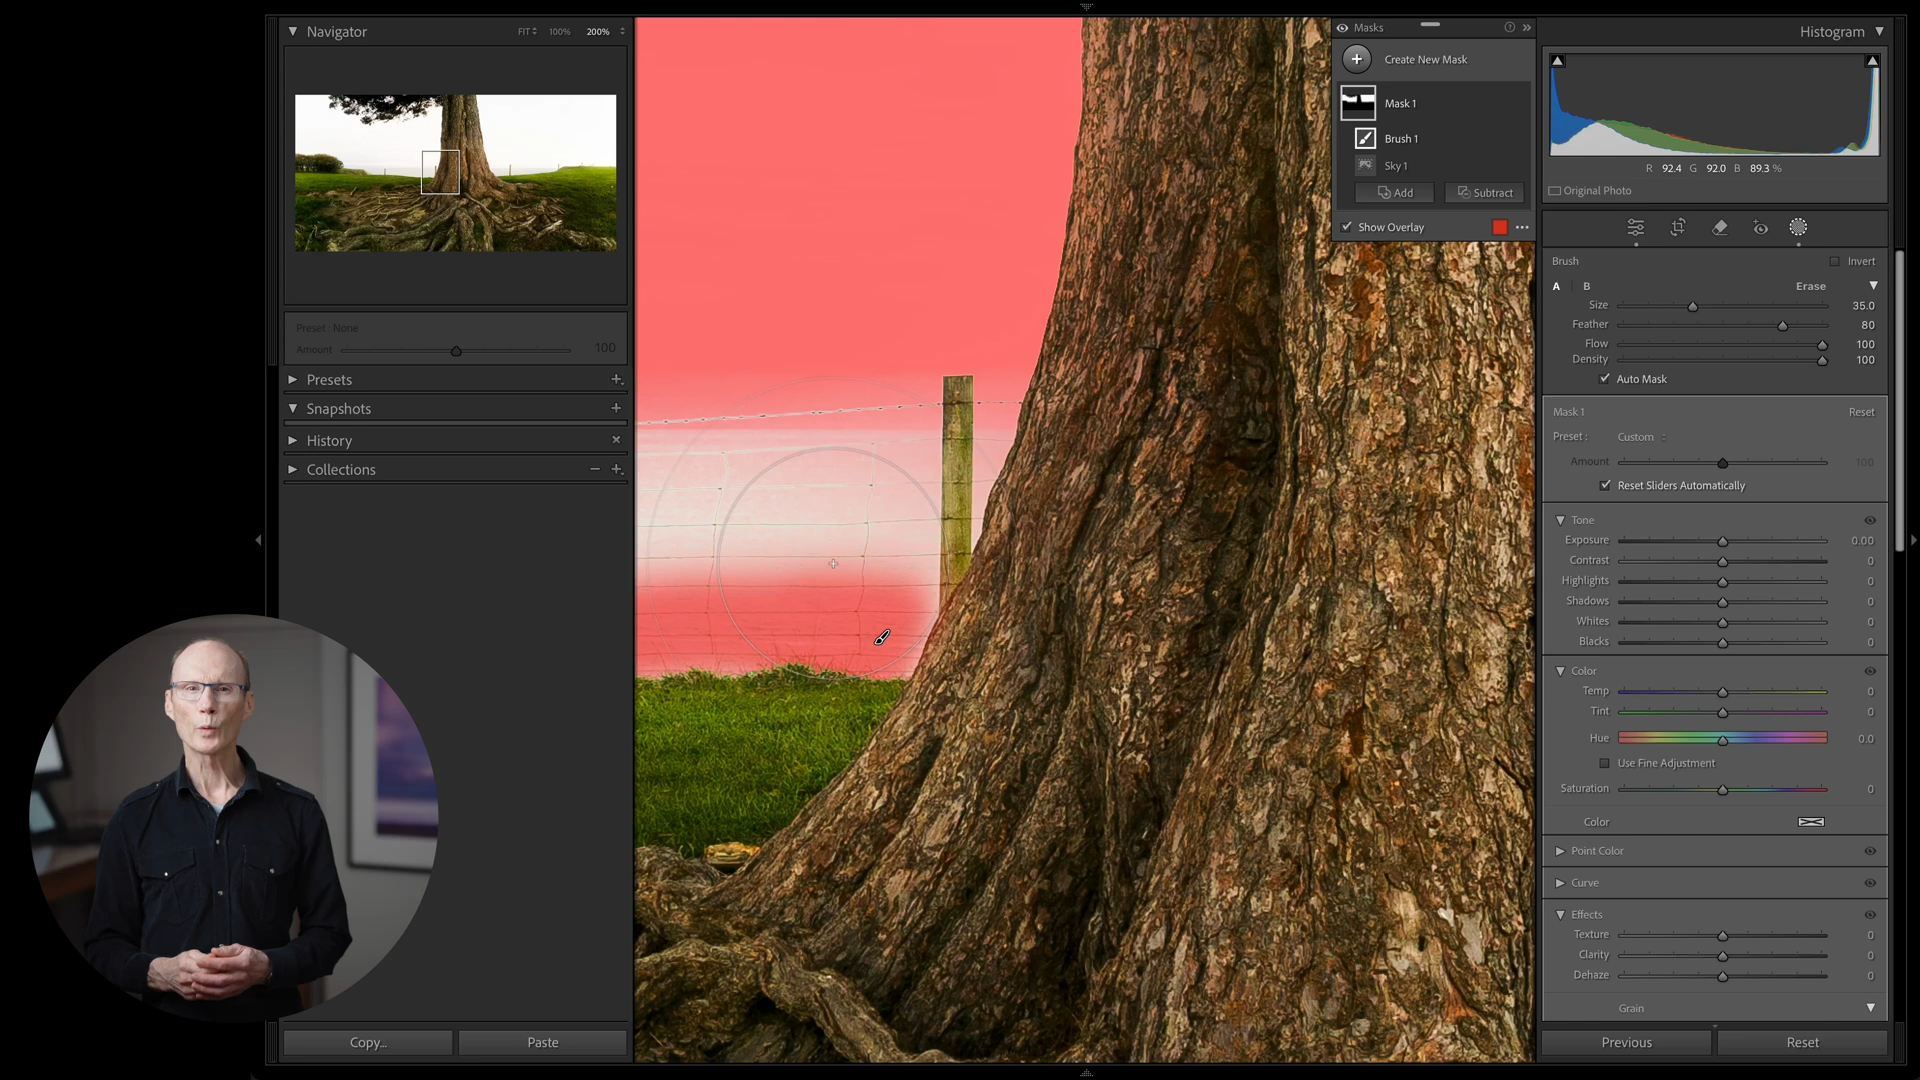 Navigator
FIT 100% 200%
Preset : None
Amount 100
Presets
Snapshots
History
Collections
Copy...
Paste
Masks
Create New Mask
Mask 1
Brush 1
Sky 1
Add
Subtract
Show Overlay
Histogram
R 92.4 G 92.0 B 89.3 %
Original Photo
Brush
Invert
A B Erase
Size 35.0
Feather 80
Flow 100
Density 100
Auto Mask
Mask 1 Reset
Preset : Custom
Amount 100
Reset Sliders Automatically
Tone
Exposure 0.00
Contrast 0
Highlights 0
Shadows 0
Whites 0
Blacks 0
Color
Temp 0
Tint 0
Hue 0.0
Use Fine Adjustment
Saturation 0
Color
Point Color
Curve
Effects
Texture 0
Clarity 0
Dehaze 0
Grain
Previous
Reset